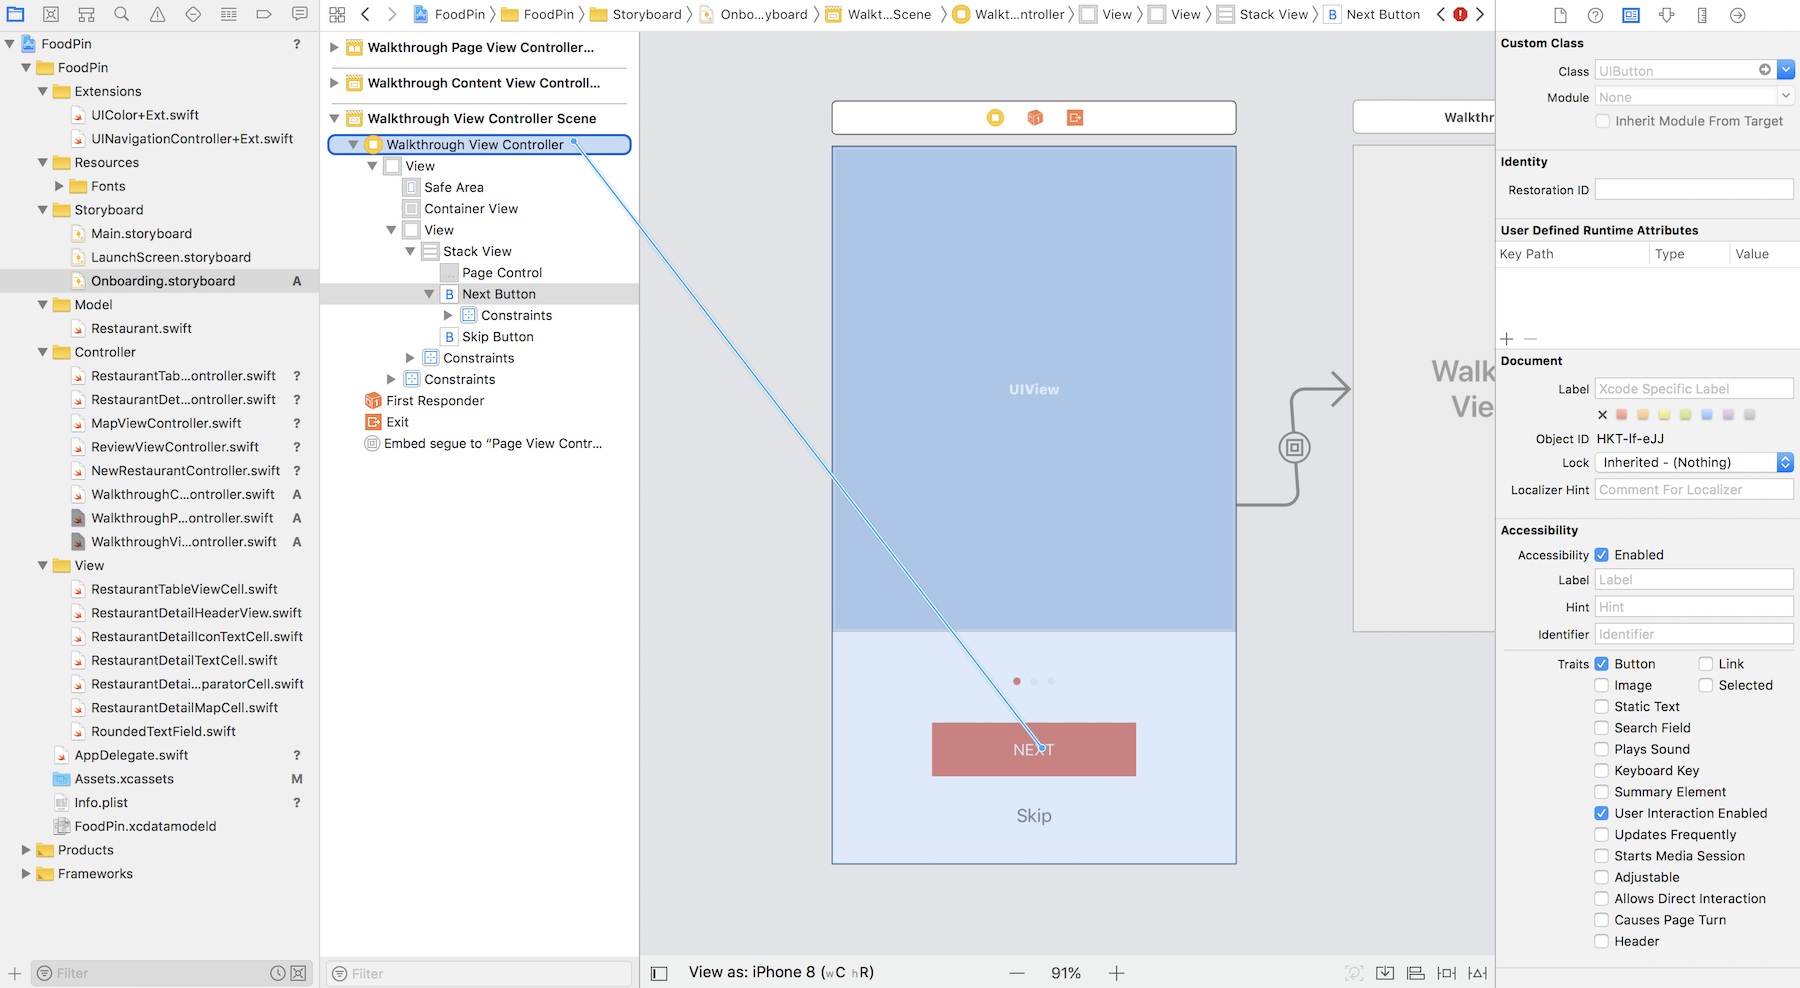 FoodPin
FoodPin
Storyboard
Onbo...yboard
Walkt...Scene
Walkt...ntroller
View
View
Stack View
B Next Button
FoodPin ?
FoodPin
Extensions
UIColor+Ext.swift
UINavigationController+Ext.swift
Resources
Fonts
Storyboard
Main.storyboard
LaunchScreen.storyboard
Onboarding.storyboard A
Model
Restaurant.swift
Controller
RestaurantTab...ontroller.swift ?
RestaurantDet...ontroller.swift ?
MapViewController.swift ?
ReviewViewController.swift ?
NewRestaurantController.swift ?
WalkthroughC...ontroller.swift A
WalkthroughP...ontroller.swift A
WalkthroughVi...ontroller.swift A
View
RestaurantTableViewCell.swift
RestaurantDetailHeaderView.swift
RestaurantDetailIconTextCell.swift
RestaurantDetailTextCell.swift
RestaurantDetai...paratorCell.swift
RestaurantDetailMapCell.swift
RoundedTextField.swift
AppDelegate.swift ?
Assets.xcassets M
Info.plist ?
FoodPin.xcdatamodeld
Products
Frameworks
Filter
Walkthrough Page View Controller...
Walkthrough Content View Controll...
Walkthrough View Controller Scene
Walkthrough View Controller
View
Safe Area
Container View
View
Stack View
Page Control
B Next Button
Constraints
B Skip Button
Constraints
Constraints
First Responder
Exit
Embed segue to “Page View Contr...
Filter
UIView
NEXT
Skip
Walkthr
Walk
Vie
View as: iPhone 8 (wC hR)
91%
Custom Class
Class UIButton
Module None
Inherit Module From Target
Identity
Restoration ID
User Defined Runtime Attributes
Key Path Type Value
Document
Label Xcode Specific Label
Object ID HKT-If-eJJ
Lock Inherited - (Nothing)
Localizer Hint Comment For Localizer
Accessibility
Accessibility Enabled
Label Label
Hint Hint
Identifier Identifier
Traits Button Link
Image Selected
Static Text
Search Field
Plays Sound
Keyboard Key
Summary Element
User Interaction Enabled
Updates Frequently
Starts Media Session
Adjustable
Allows Direct Interaction
Causes Page Turn
Header